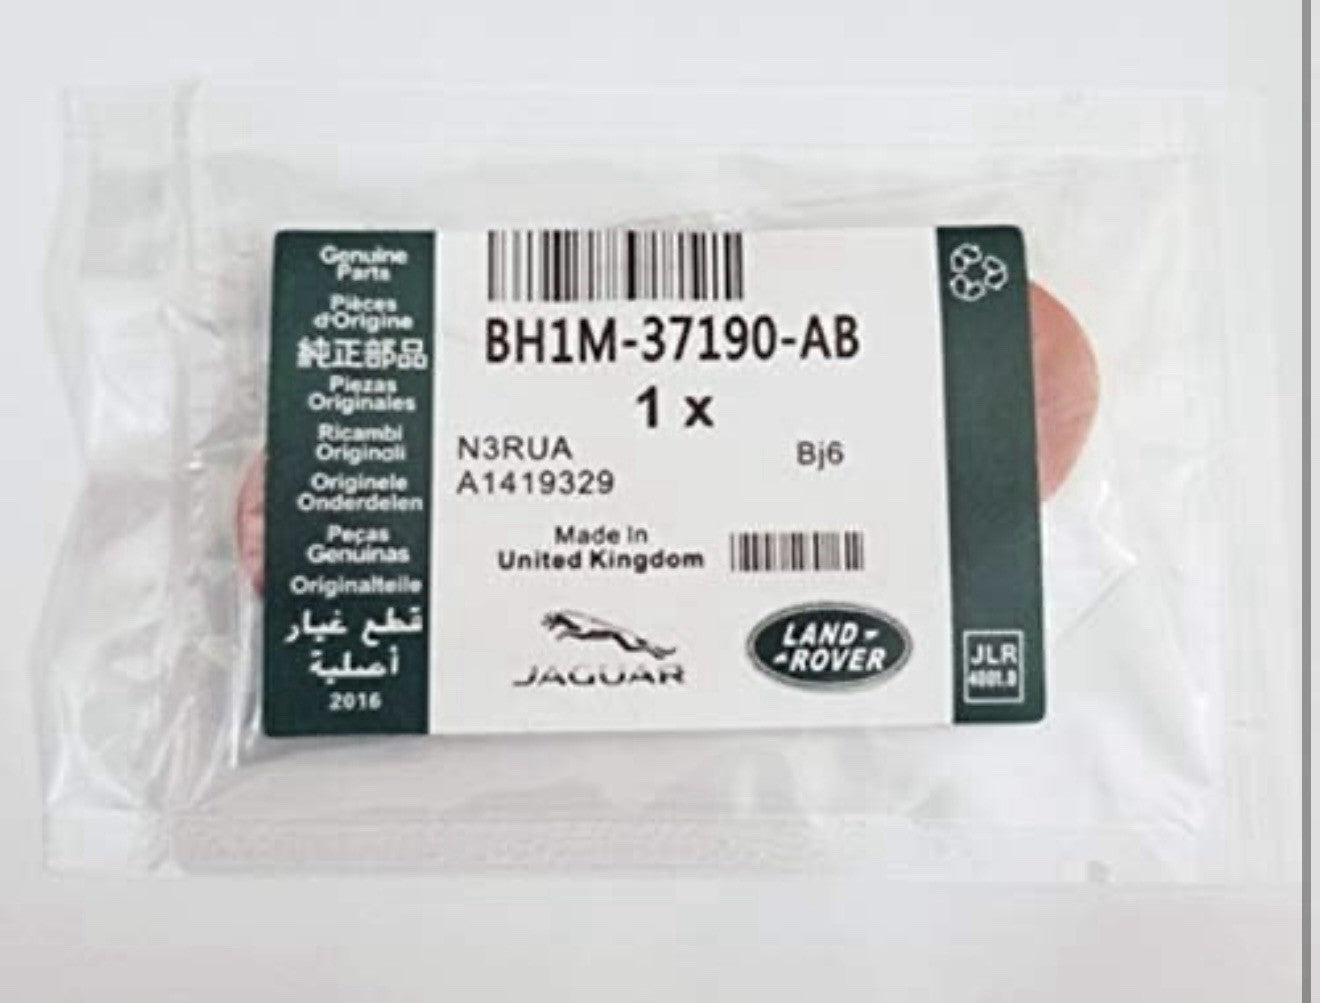 Genuine
Parts
Pièces
d'Origine
純正部品
Piezas
Originales
Ricambi
Originali
Originele
Onderdelen
Peças
Genuinas
Originalteile
قطع غيار
أصلية
2016
BH1M-37190-AB
1 x
N3RUA
Bj6
A1419329
Made In
United Kingdom
JAGUAR
LAND
ROVER
JLR